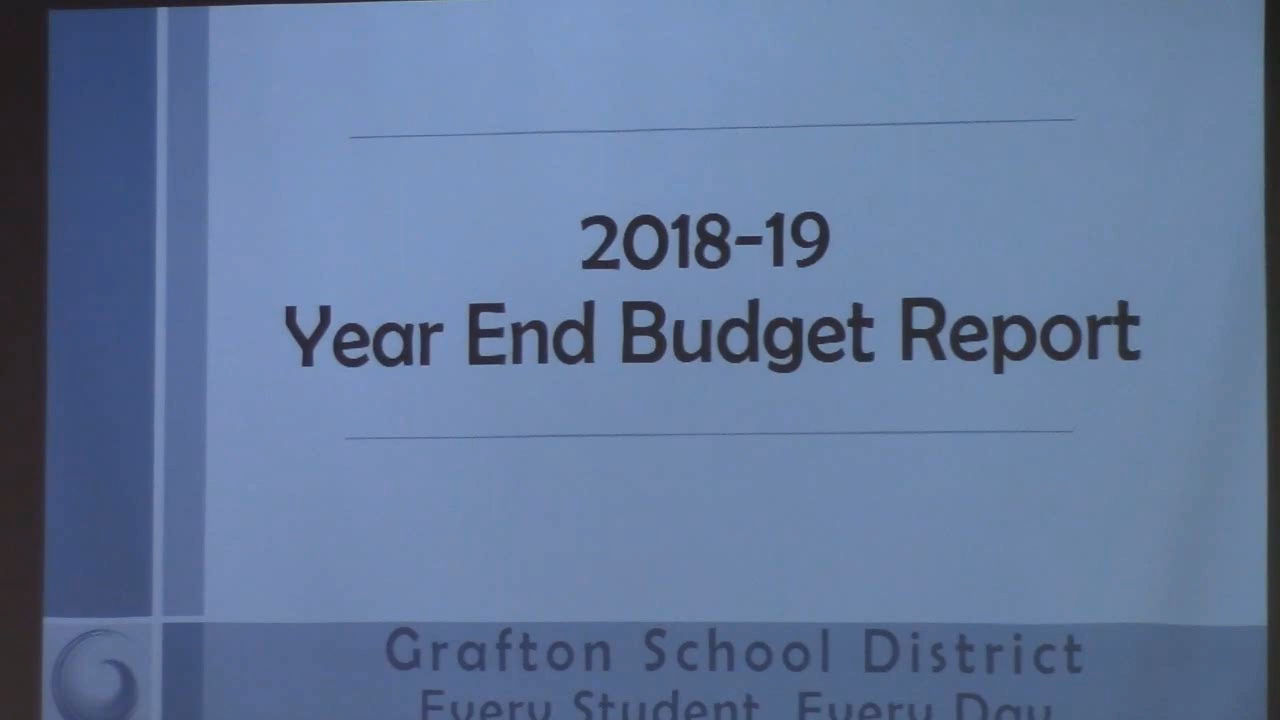 2018-19
Year End Budget Report
Grafton School District
Every Student, Every Day